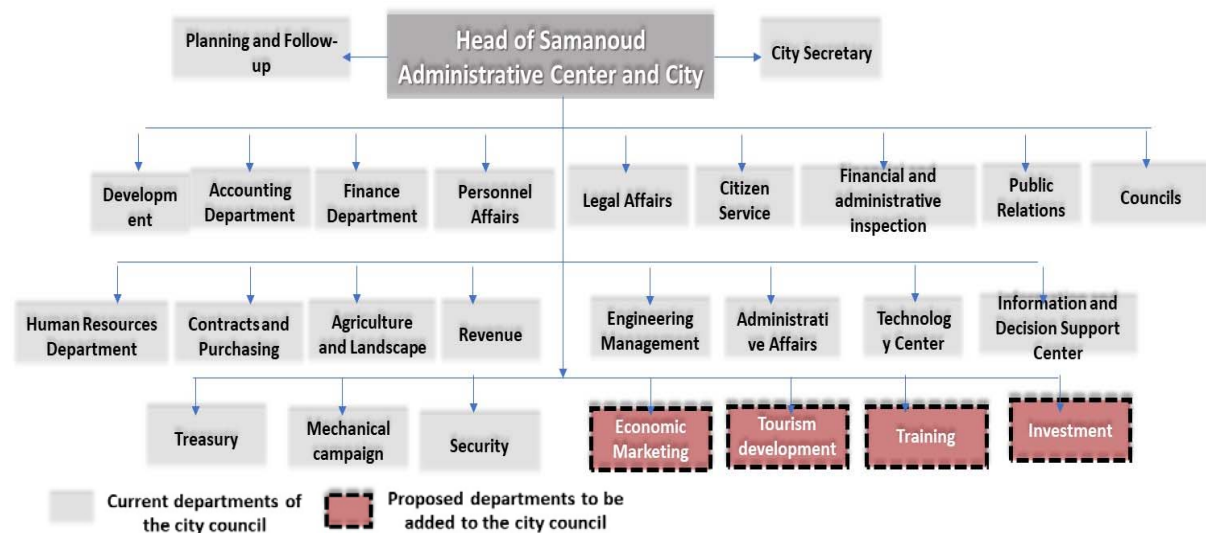 Planning and Follow-
up
Head of Samanoud
Administrative Center and City
City Secretary
Developm
ent
Accounting
Department
Finance
Department
Personnel
Affairs
Legal Affairs
Citizen
Service
Financial and
administrative
inspection
Public
Relations
Councils
Human Resources
Department
Contracts and
Purchasing
Agriculture
and Landscape
Revenue
Engineering
Management
Administrati
ve Affairs
Technolog
y Center
Information and
Decision Support
Center
Treasury
Mechanical
campaign
Security
Economic
Marketing
Tourism
development
Training
Investment
Current departments of
the city council
Proposed departments to be
added to the city council